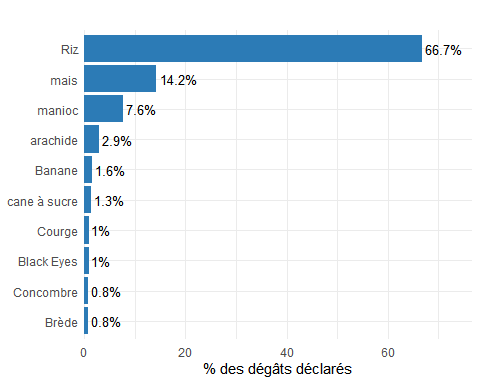 Riz 66.7%
mais 14.2%
manioc 7.6%
arachide 2.9%
Banane 1.6%
cane à sucre 1.3%
Courge 1%
Black Eyes 1%
Concombre 0.8%
Brède 0.8%
0 20 40 60
% des dégâts déclarés